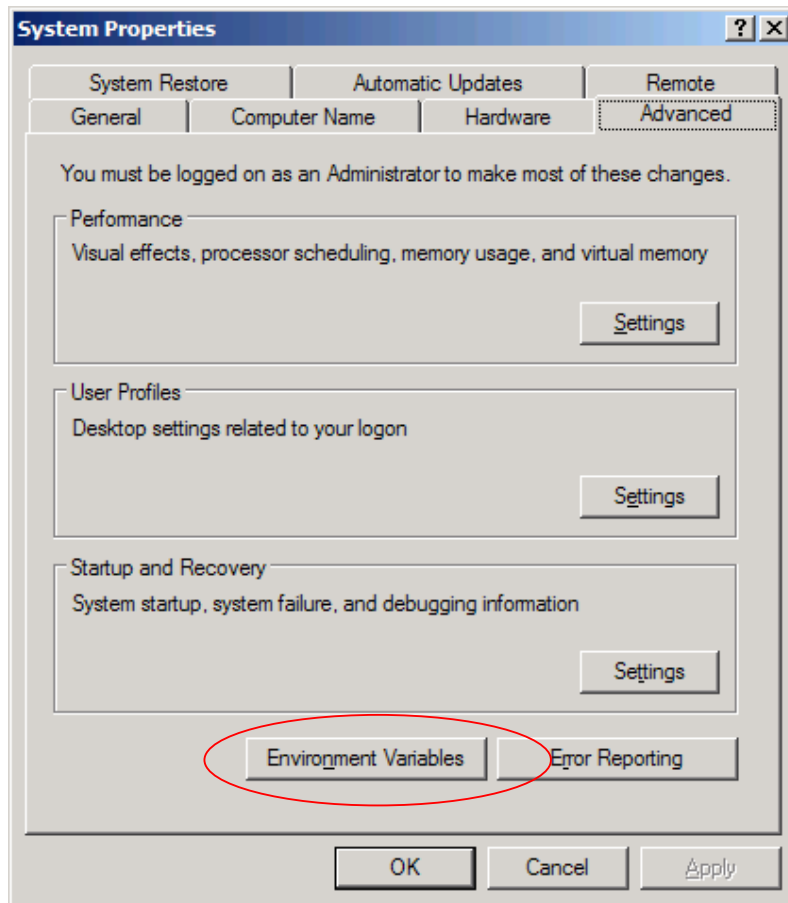 System Properties
System Restore Automatic Updates Remote
General Computer Name Hardware Advanced
You must be logged on as an Administrator to make most of these changes.
Performance
Visual effects, processor scheduling, memory usage, and virtual memory
Settings
User Profiles
Desktop settings related to your logon
Settings
Startup and Recovery
System startup, system failure, and debugging information
Settings
Environment Variables Error Reporting
OK Cancel Apply